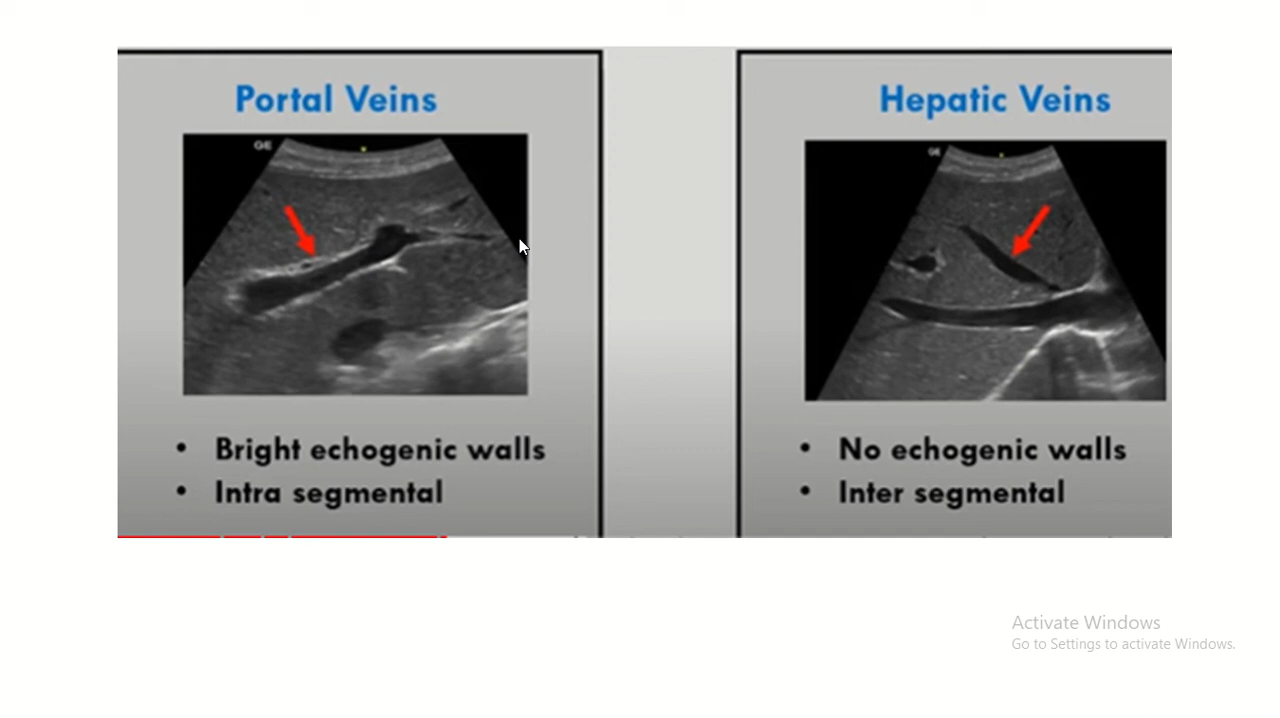 Portal Veins
GE
• Bright echogenic walls
• Intra segmental
Hepatic Veins
GE
• No echogenic walls
• Inter segmental
Activate Windows
Go to Settings to activate Windows.